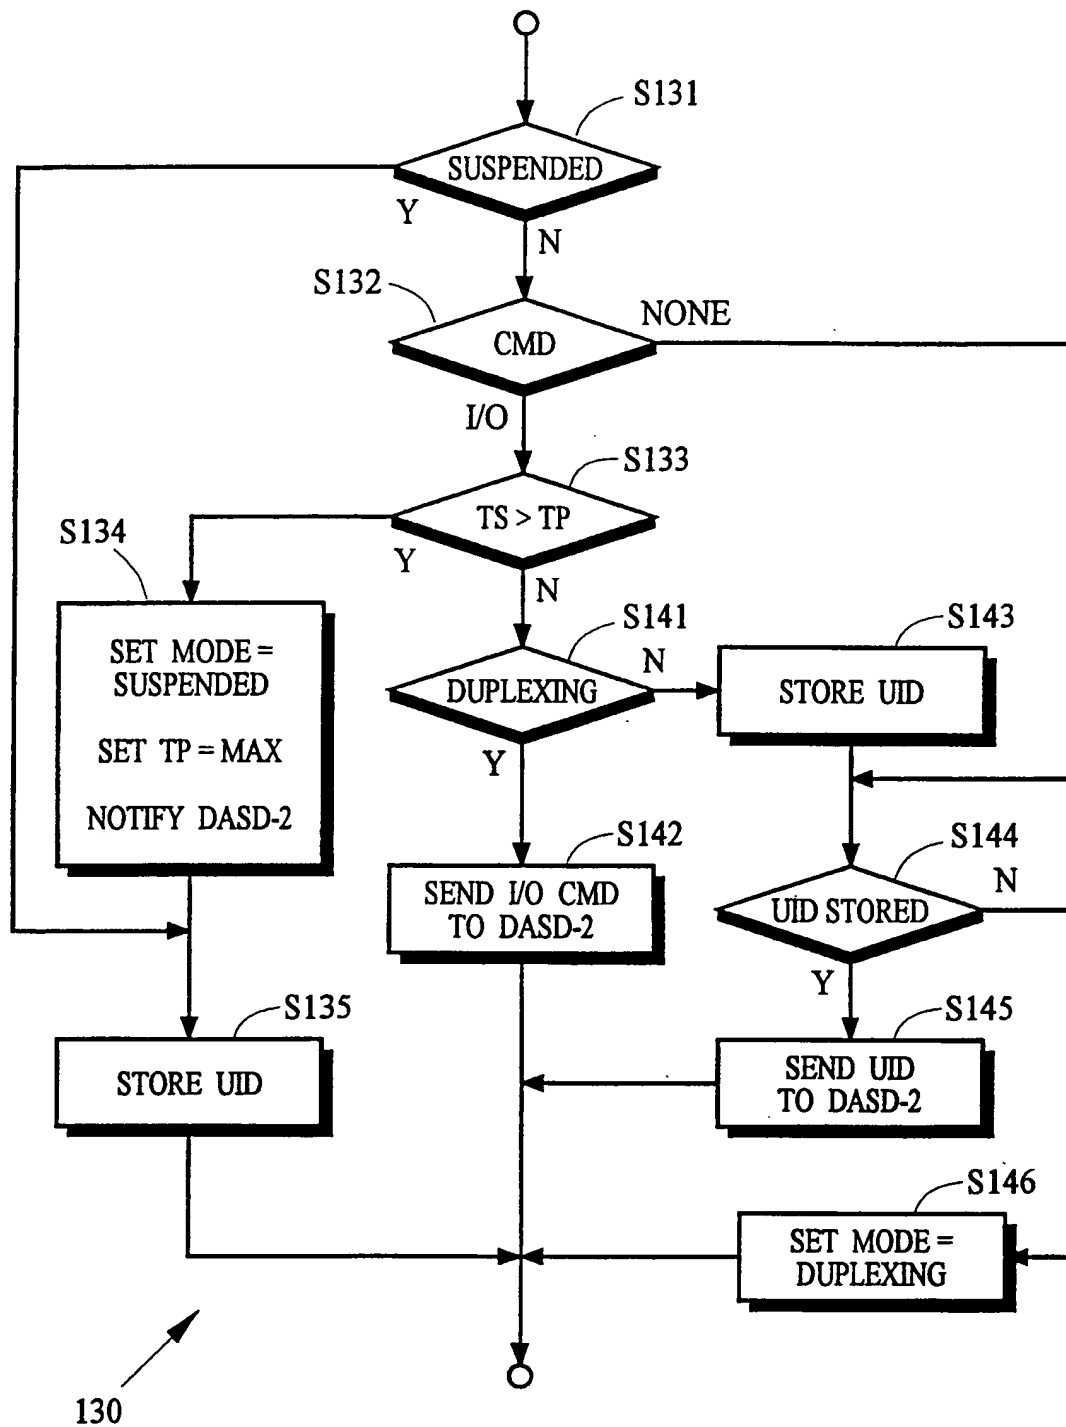 S131
SUSPENDED
Y
N
S132
NONE
CMD
I/O
S133
TS > TP
Y
N
S134
SET MODE =
SUSPENDED
SET TP = MAX
NOTIFY DASD-2
S141
DUPLEXING
N
Y
S143
STORE UID
S142
SEND I/O CMD
TO DASD-2
S144
UID STORED
N
Y
S135
STORE UID
S145
SEND UID
TO DASD-2
S146
SET MODE =
DUPLEXING
130